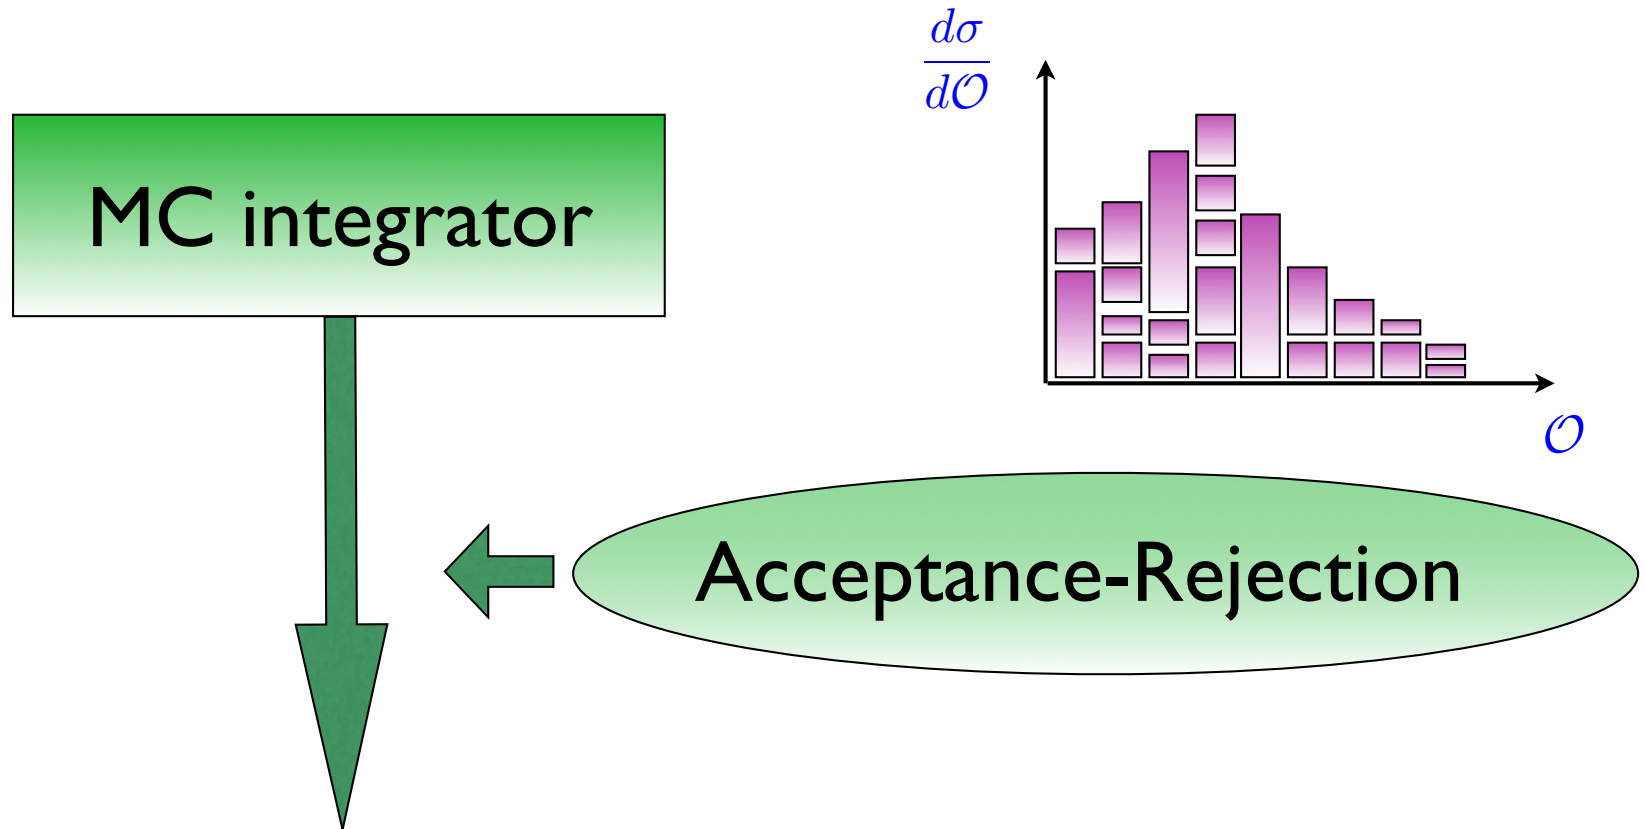 dσ
d𝒪
MC integrator
𝒪
Acceptance-Rejection